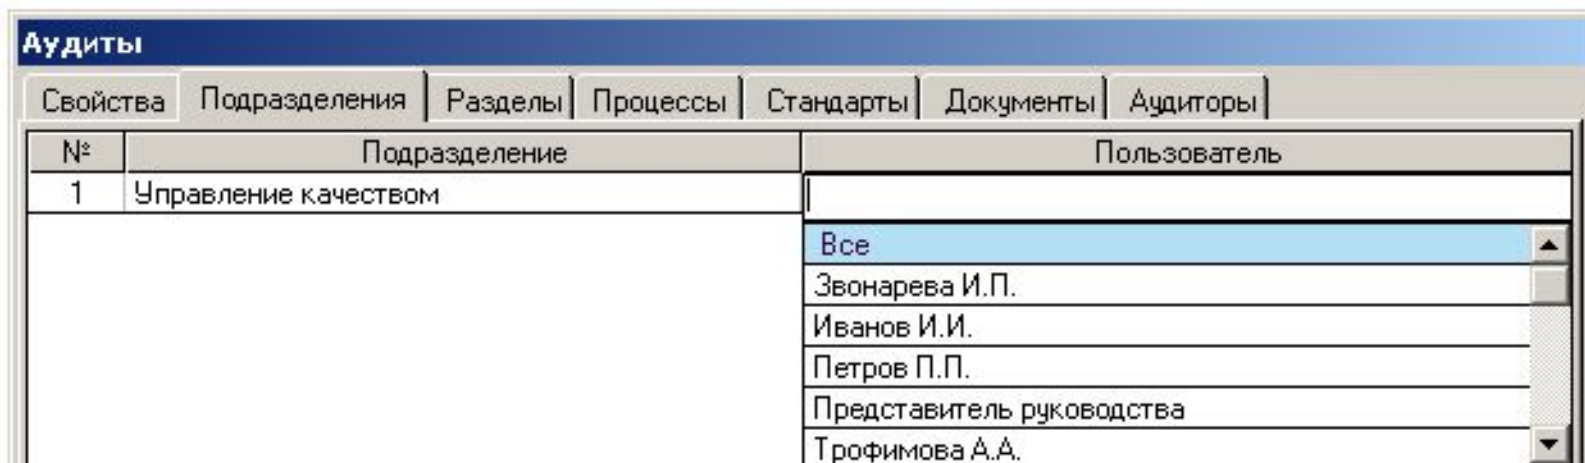 Аудиты
Свойства Подразделения Разделы Процессы Стандарты Документы Аудиторы
№ Подразделение Пользователь
1 Управление качеством
Все
Звонарева И.П.
Иванов И.И.
Петров П.П.
Представитель руководства
Трофимова А.А.